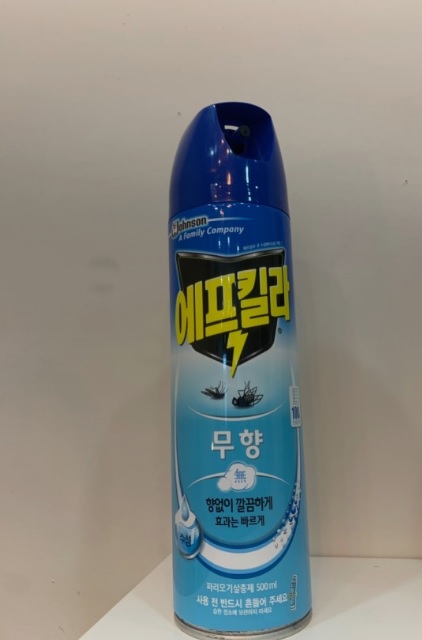 Johnson
A Family Company
에프킬라
무향
無
향없이 깔끔하게
효과는 빠르게
수성
파리모기살충제 500ml
사용 전 반드시 흔들어 주세요